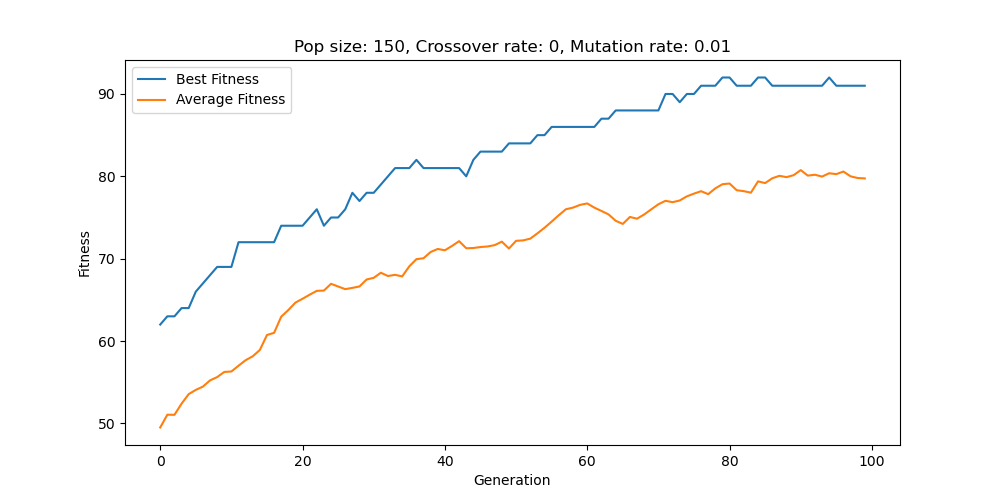 Pop size: 150, Crossover rate: 0, Mutation rate: 0.01
Best Fitness
Average Fitness
90
80
70
60
50
Fitness
0 20 40 60 80 100
Generation